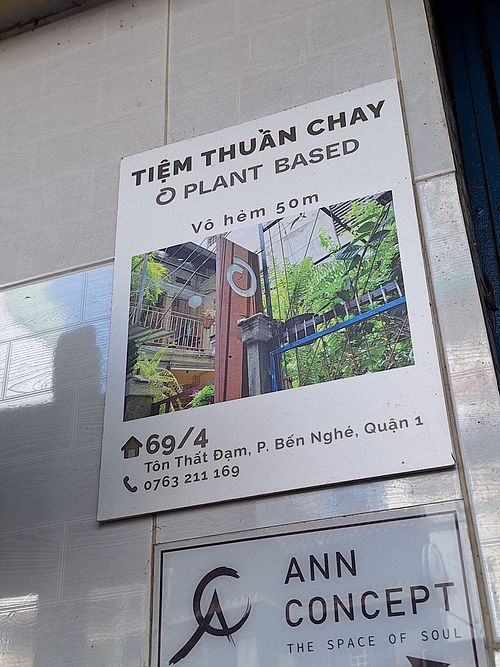 TIỆM THUẦN CHAY
PLANT BASED
Vô hèm 50m
69/4
Tôn Thất Đạm, P. Bến Nghé, Quận 1
0763 211 169
ANN
CONCEPT
THE SPACE OF SOUL